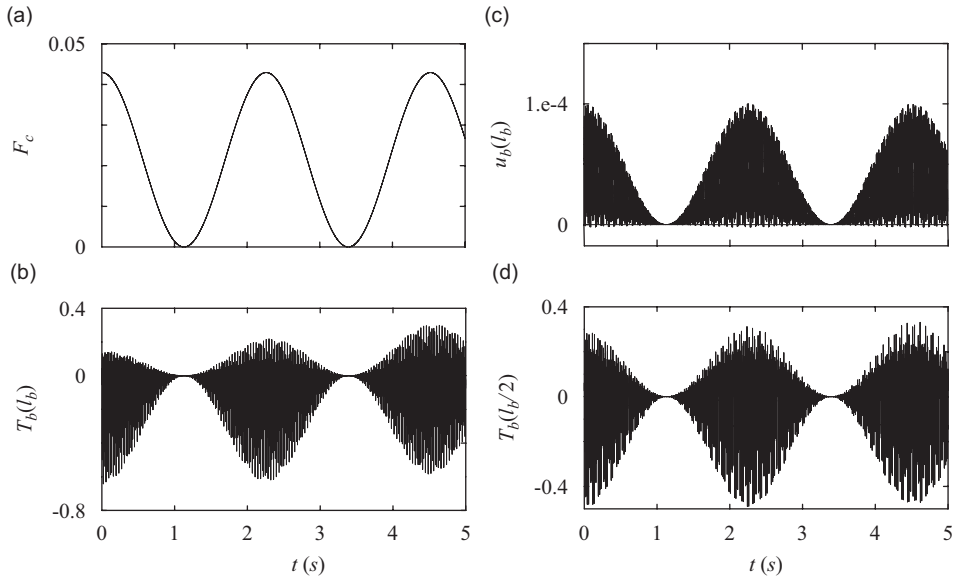 (a)
0.05
F_c
0
(b)
0.4
0
T_b(l_b)
-0.8
0 1 2 3 4 5
t (s)
(c)
1.e-4
u_b(l_b)
0
(d)
0.4
0
T_b(l_b/2)
-0.4
0 1 2 3 4 5
t (s)